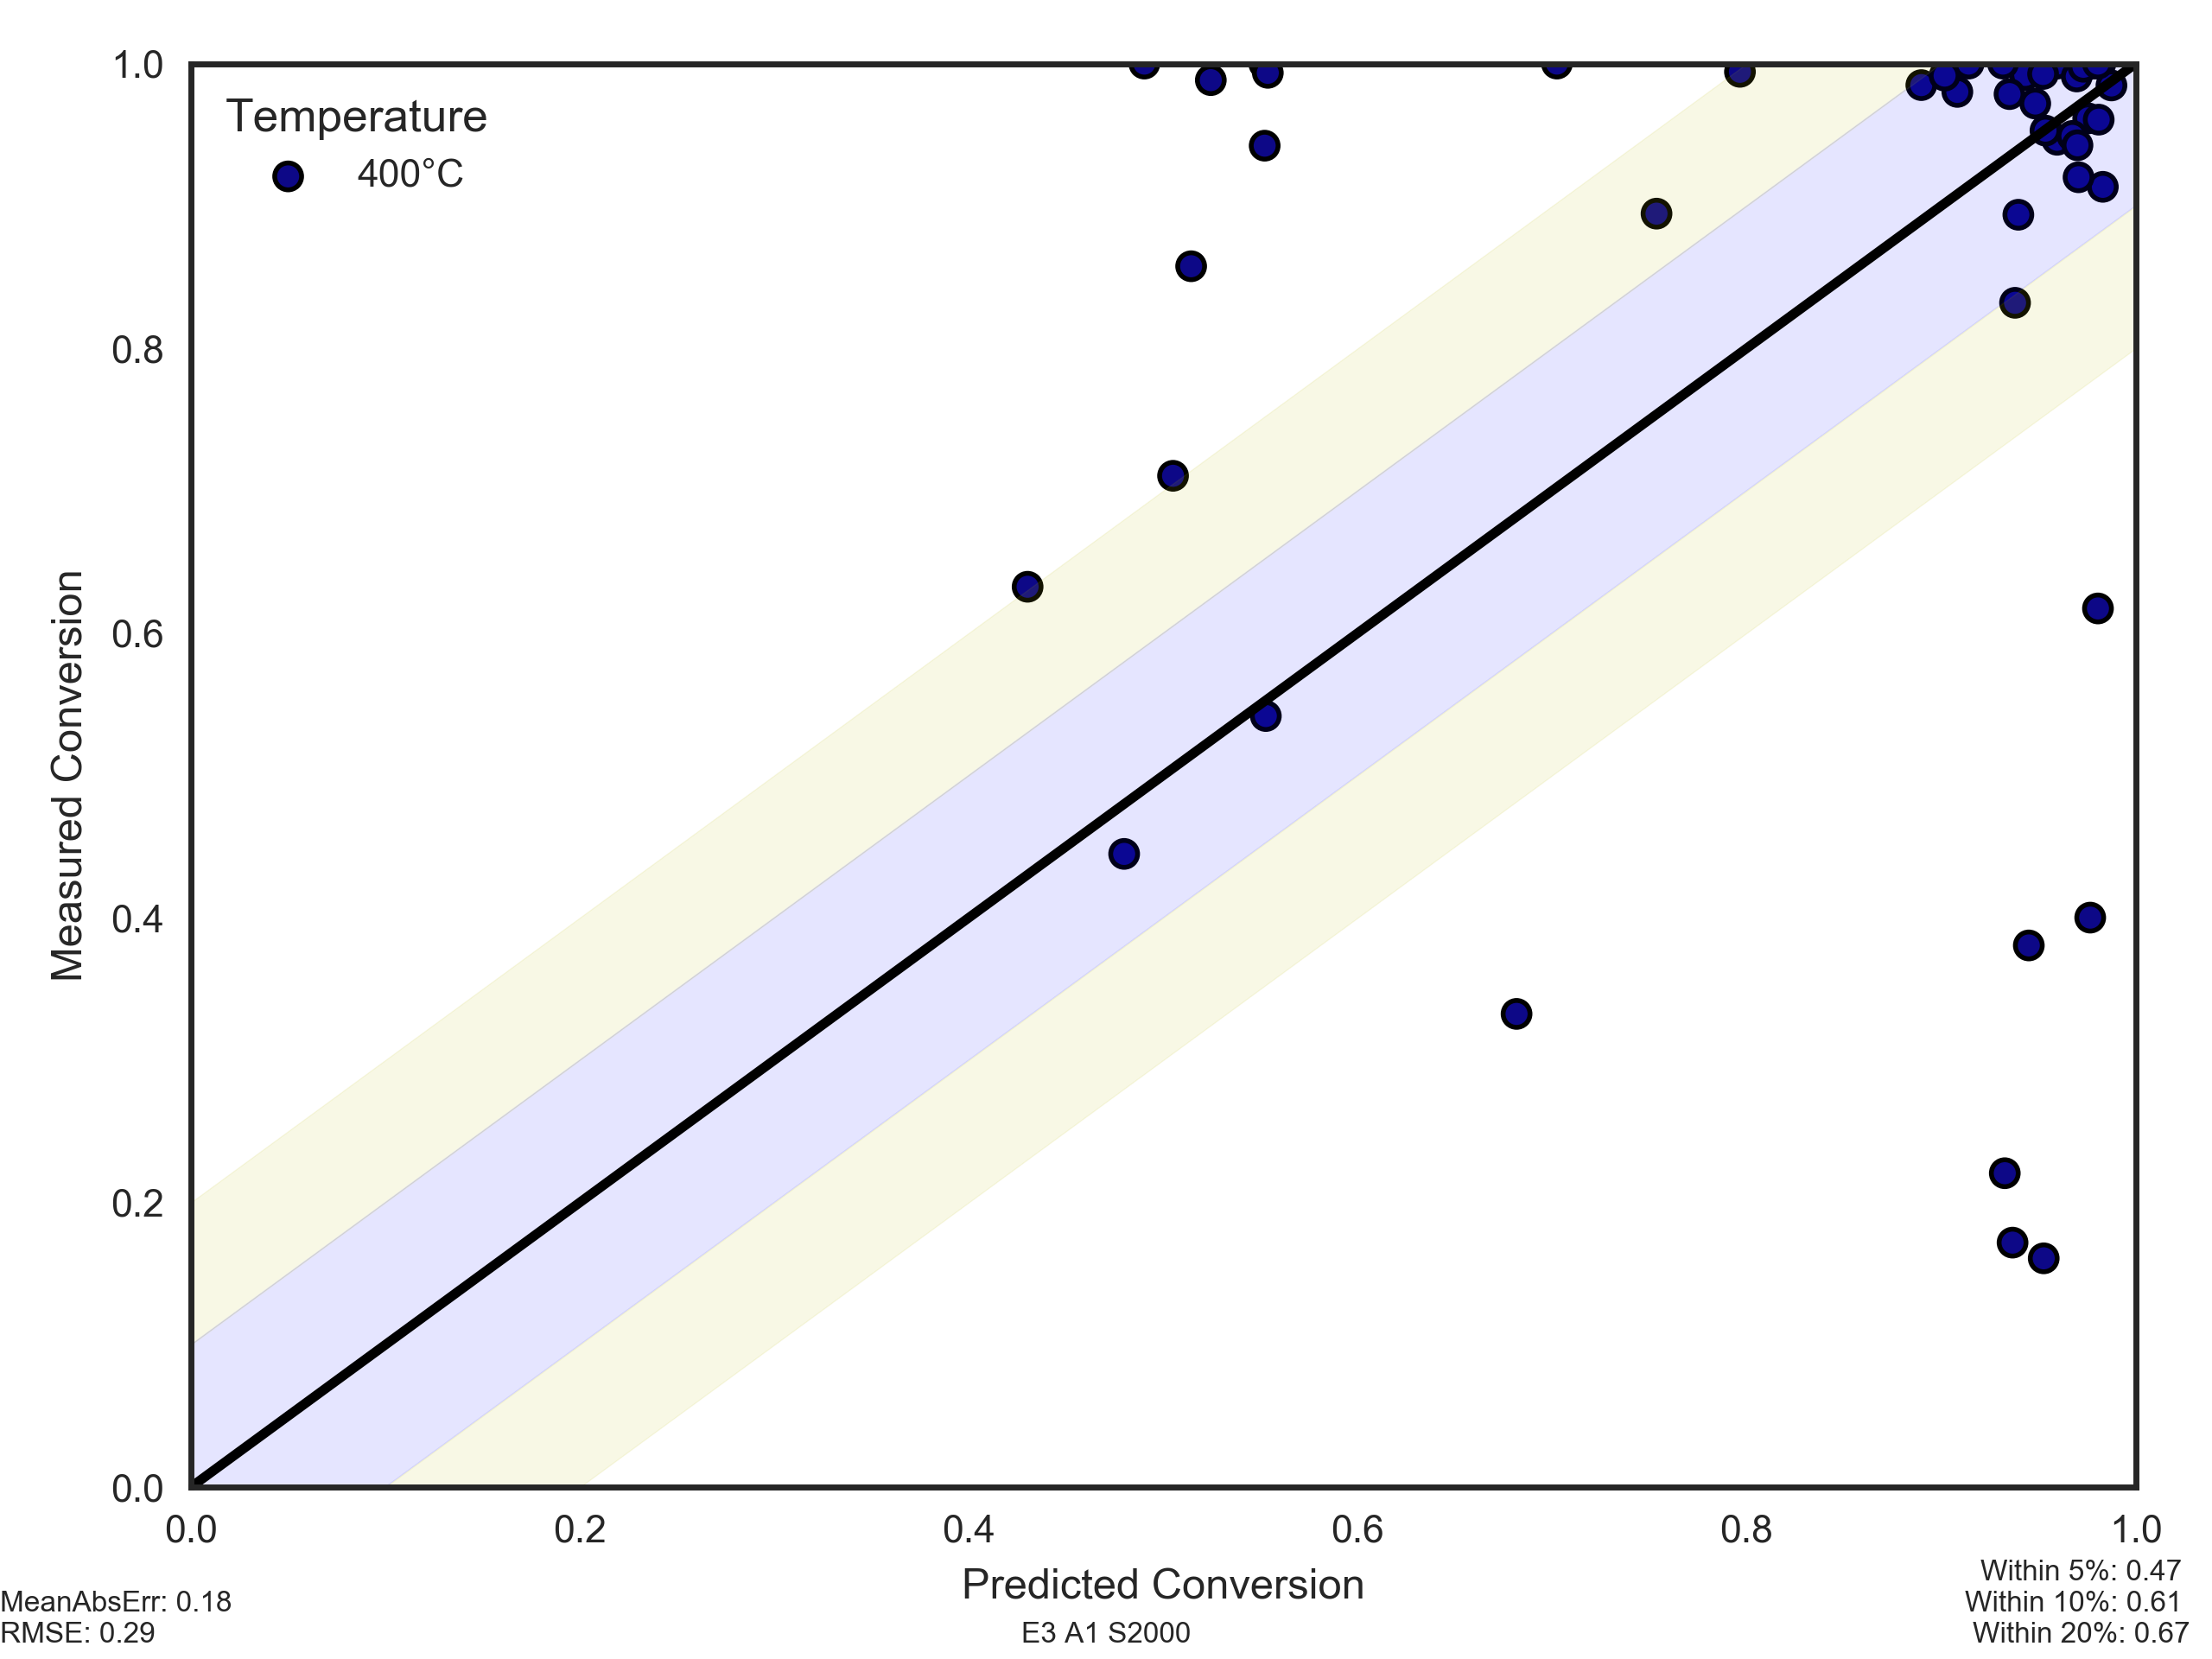 Temperature
400°C
1.0
0.8
0.6
0.4
0.2
0.0
Measured Conversion
0.0 0.2 0.4 0.6 0.8 1.0
Predicted Conversion
E3 A1 S2000
MeanAbsErr: 0.18
RMSE: 0.29
Within 5%: 0.47
Within 10%: 0.61
Within 20%: 0.67